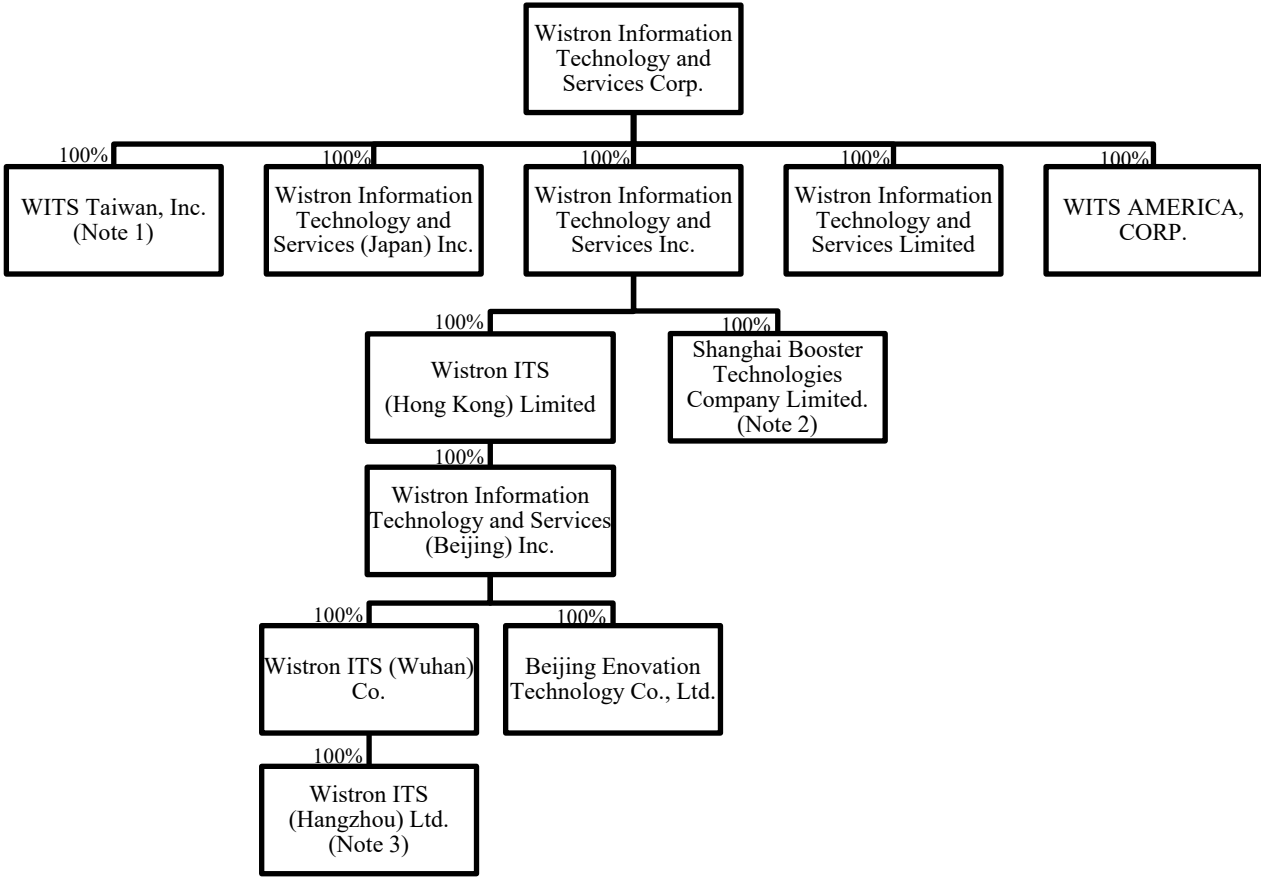 Wistron Information
Technology and
Services Corp.
100%
100%
100%
100%
100%
WITS Taiwan, Inc.
(Note 1)
Wistron Information
Technology and
Services (Japan) Inc.
Wistron Information
Technology and
Services Inc.
Wistron Information
Technology and
Services Limited
WITS AMERICA,
CORP.
100%
100%
Wistron ITS
(Hong Kong) Limited
Shanghai Booster
Technologies
Company Limited.
(Note 2)
100%
Wistron Information
Technology and Services
(Beijing) Inc.
100%
100%
Wistron ITS (Wuhan)
Co.
Beijing Enovation
Technology Co., Ltd.
100%
Wistron ITS
(Hangzhou) Ltd.
(Note 3)